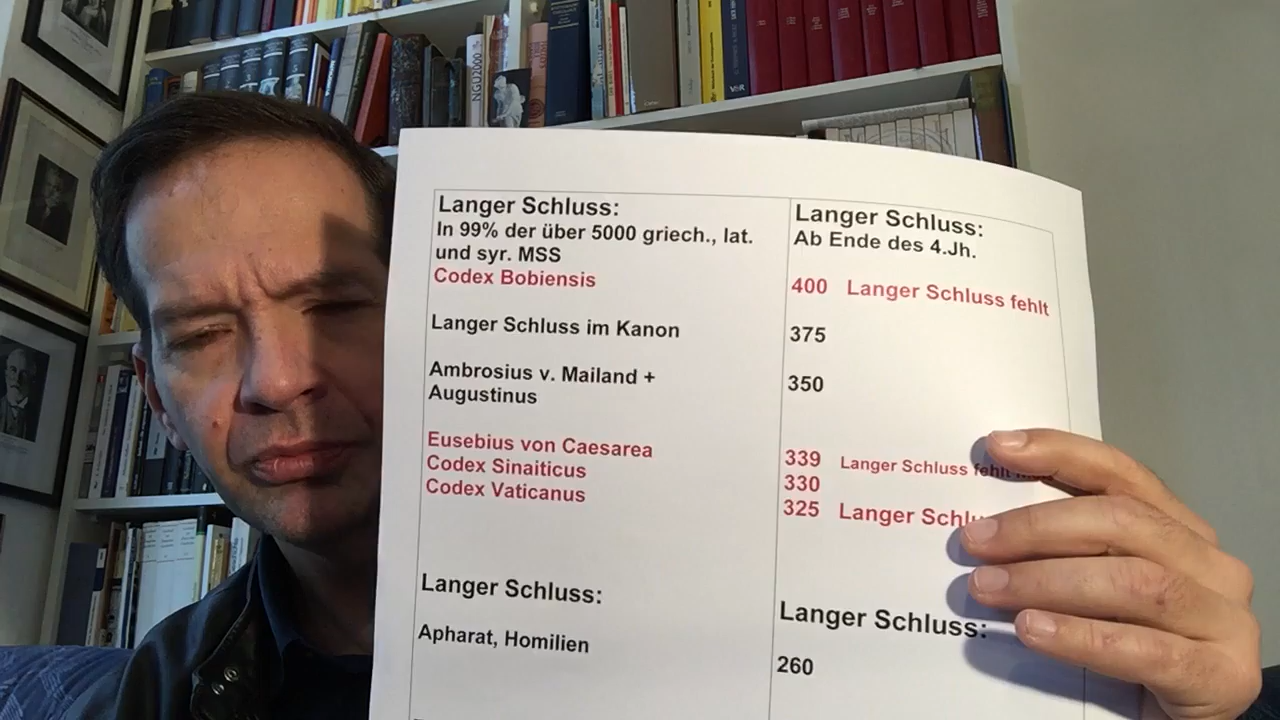 Langer Schluss:
In 99% der über 5000 griech., lat.
und syr. MSS
Codex Bobiensis
Langer Schluss im Kanon
Ambrosius v. Mailand +
Augustinus
Eusebius von Caesarea
Codex Sinaiticus
Codex Vaticanus
Langer Schluss:
Apharat, Homilien
Langer Schluss:
Ab Ende des 4.Jh.
400 Langer Schluss fehlt
375
350
339 Langer Schluss fehlt
330
325 Langer
Langer Schluss:
260
NGÜ2000
Codex
V&R